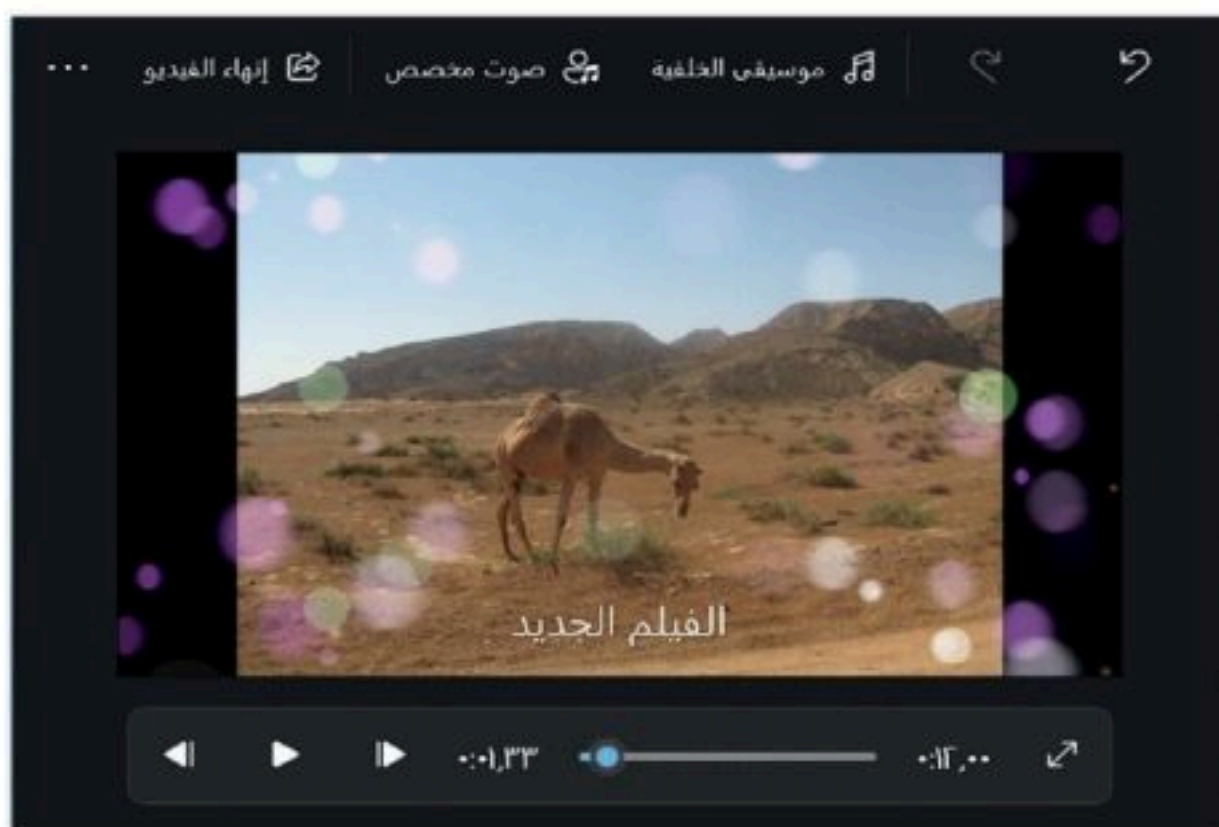 موسيقى الخلفية صوت مخصص إنهاء الفيديو ...
الفيلم الجديد
٠:٠١,٣٣ ٠:١٢,٠٠